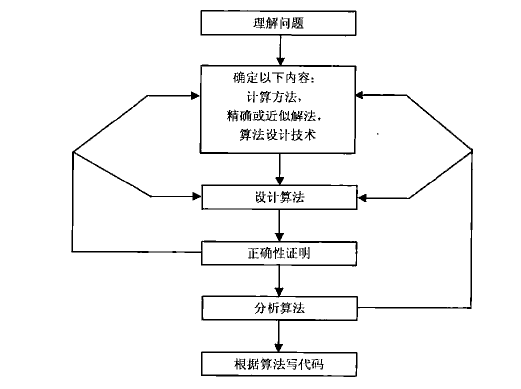 理解问题
确定以下内容：
计算方法，
精确或近似解法，
算法设计技术
设计算法
正确性证明
分析算法
根据算法写代码